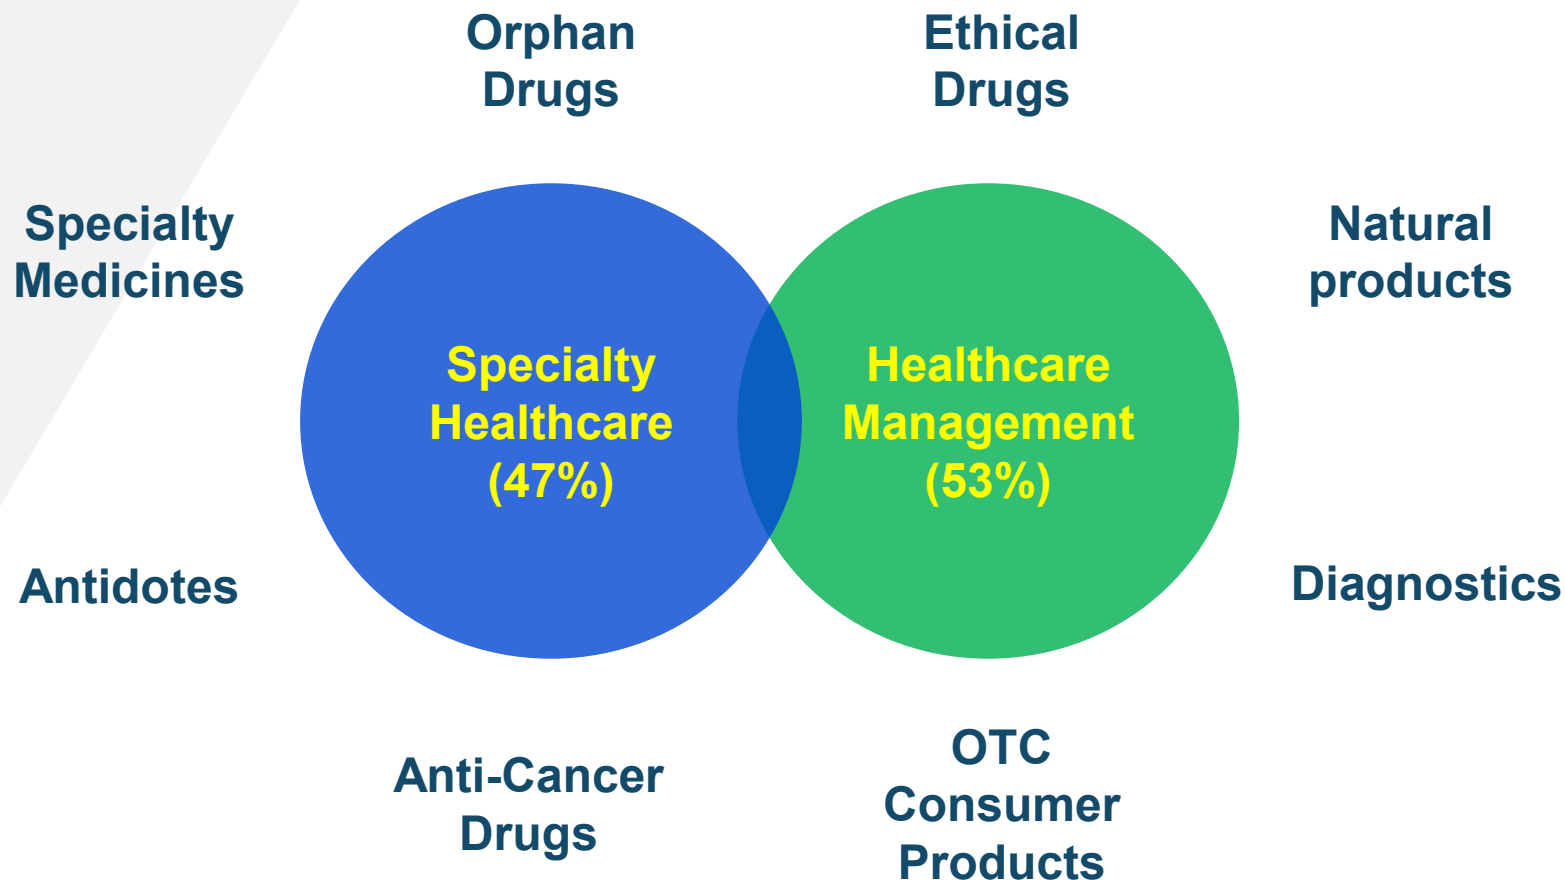 Orphan
Drugs
Ethical
Drugs
Specialty
Medicines
Natural
products
Specialty
Healthcare
(47%)
Healthcare
Management
(53%)
Antidotes
Diagnostics
Anti-Cancer
Drugs
OTC
Consumer
Products